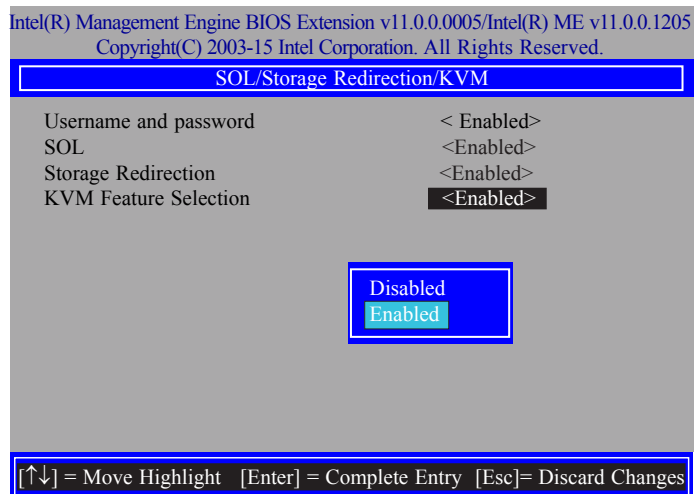 Intel(R) Management Engine BIOS Extension v11.0.0.0005/Intel(R) ME v11.0.0.1205
Copyright(C) 2003-15 Intel Corporation. All Rights Reserved.
SOL/Storage Redirection/KVM
Username and password < Enabled>
SOL <Enabled>
Storage Redirection <Enabled>
KVM Feature Selection <Enabled>
Disabled
Enabled
[↑↓] = Move Highlight [Enter] = Complete Entry [Esc]= Discard Changes